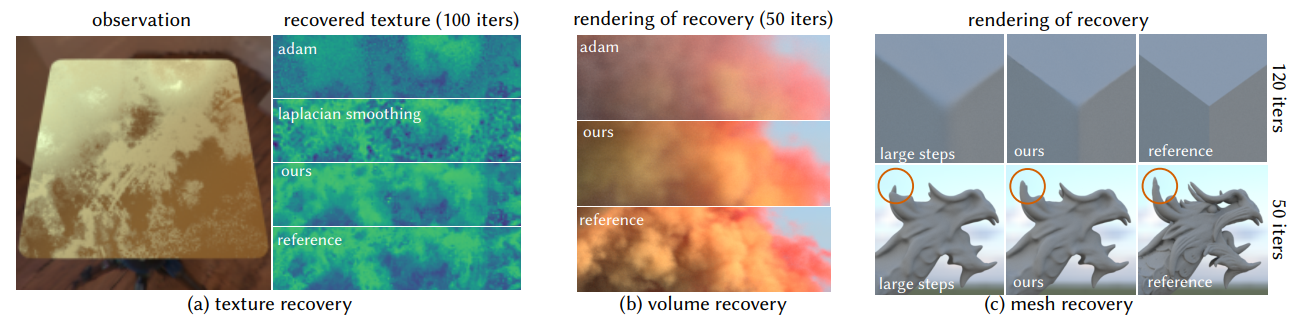 observation
recovered texture (100 iters)
adam
laplacian smoothing
ours
reference
(a) texture recovery
rendering of recovery (50 iters)
adam
ours
reference
(b) volume recovery
rendering of recovery
large steps
ours
reference
120 iters
large steps
ours
reference
50 iters
(c) mesh recovery